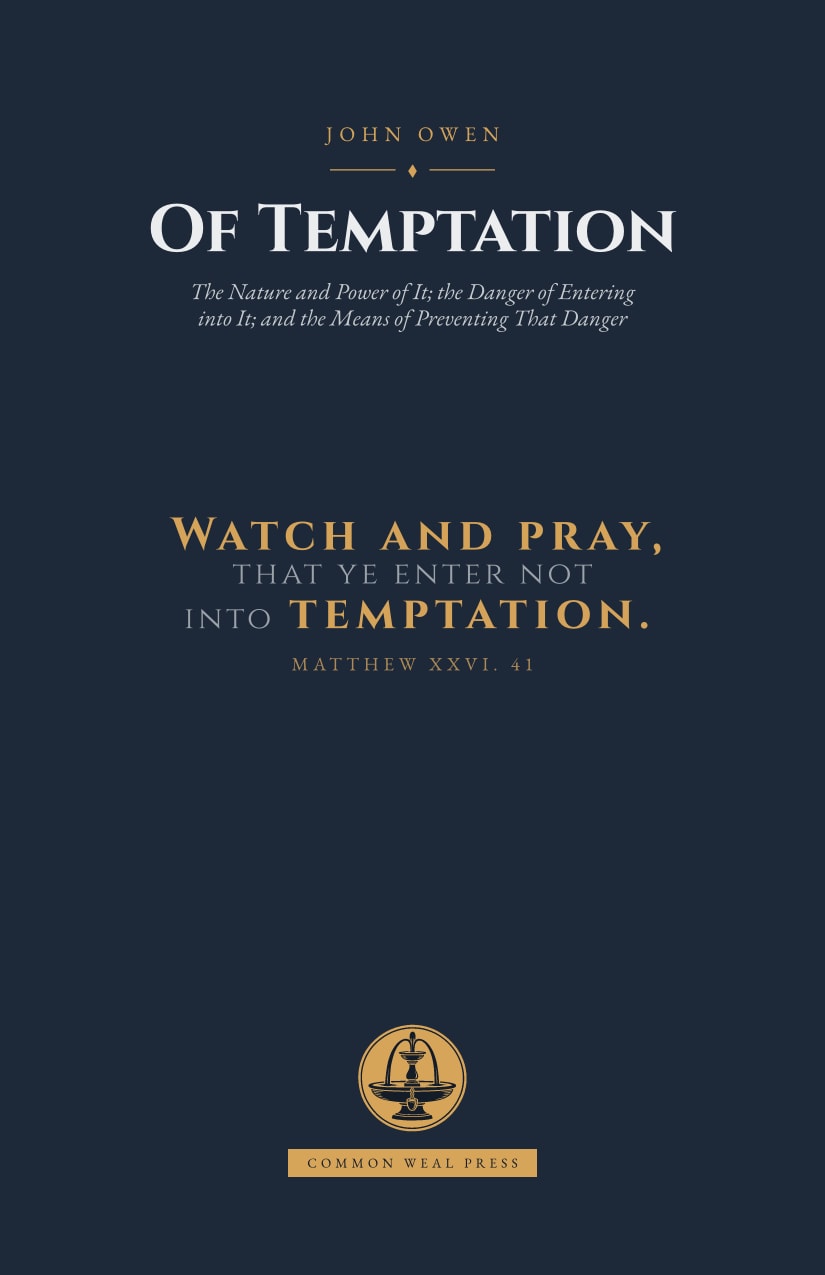 JOHN OWEN
OF TEMPTATION
The Nature and Power of It; the Danger of Entering
into It; and the Means of Preventing That Danger
WATCH AND PRAY,
THAT YE ENTER NOT
INTO TEMPTATION.
MATTHEW XXVI. 41
COMMON WEAL PRESS